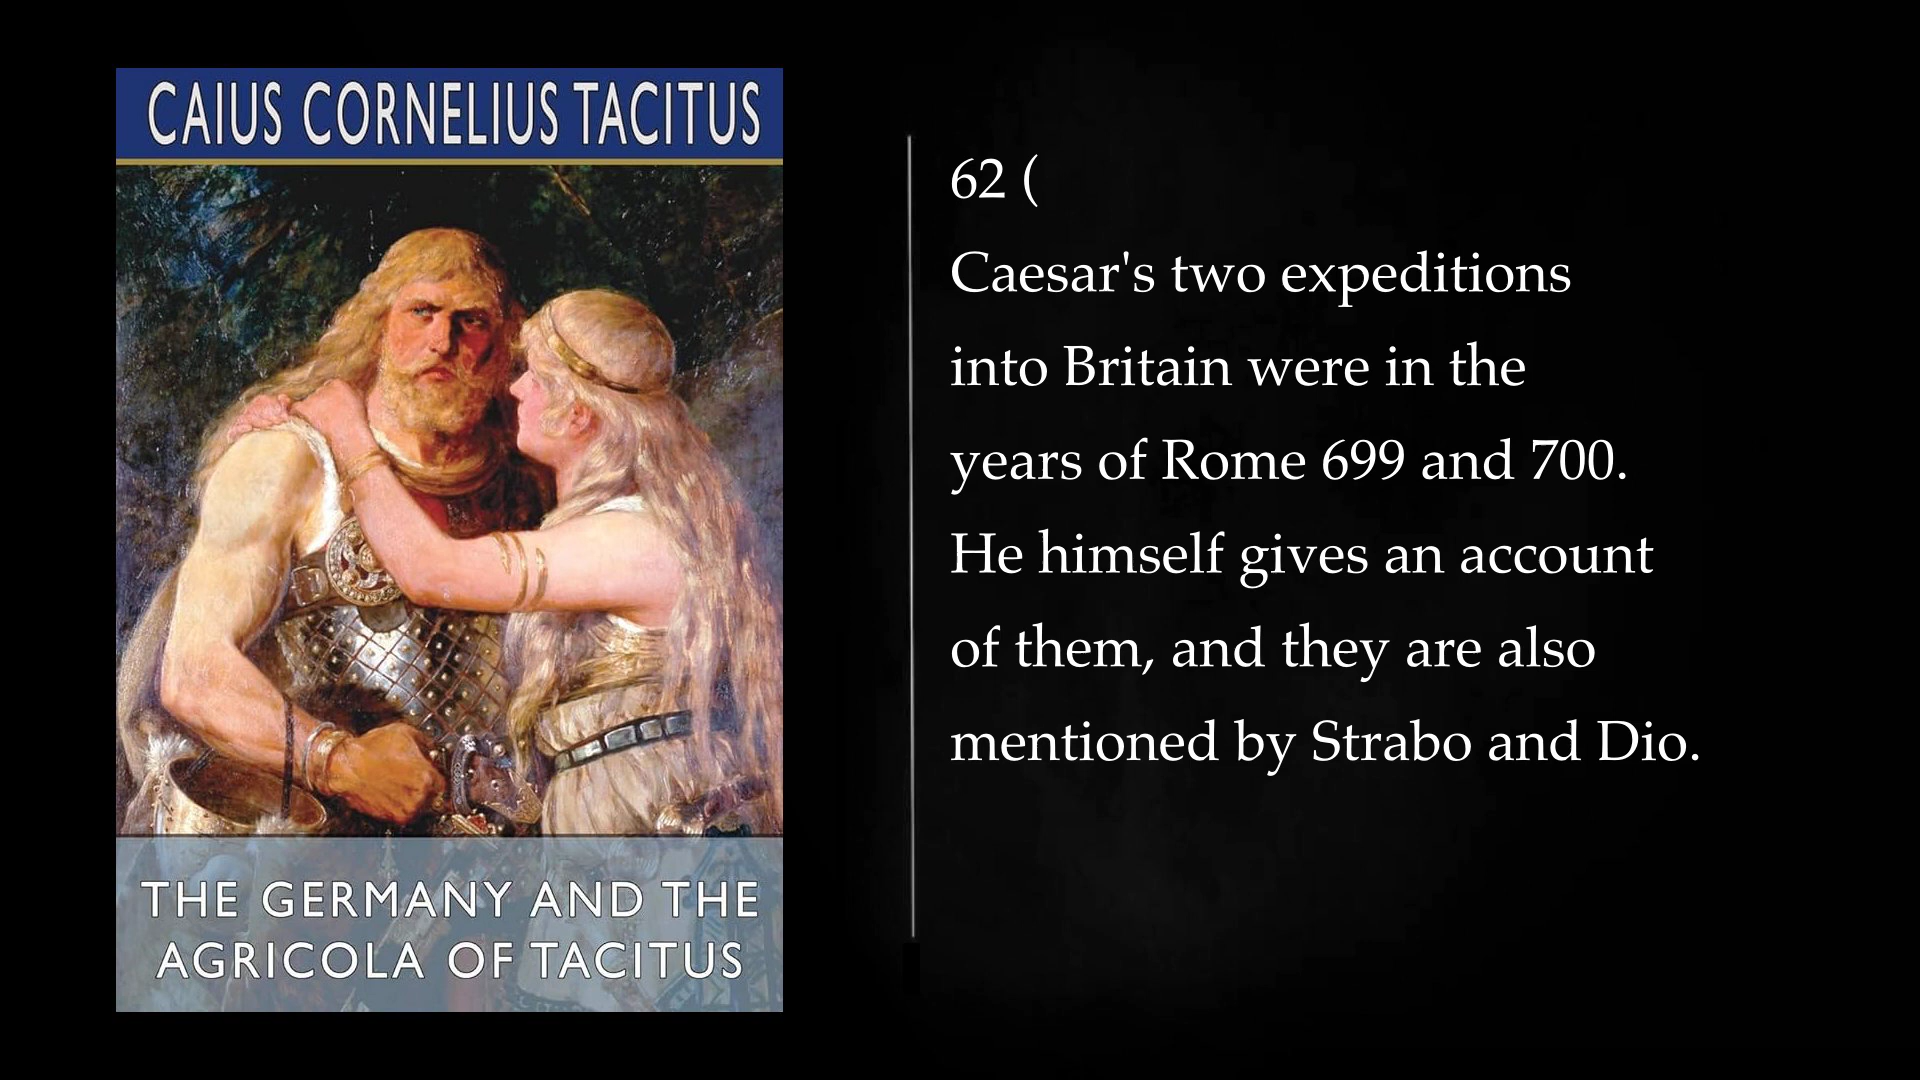 CAIUS CORNELIUS TACITUS
THE GERMANY AND THE
AGRICOLA OF TACITUS
62 (
Caesar's two expeditions
into Britain were in the
years of Rome 699 and 700.
He himself gives an account
of them, and they are also
mentioned by Strabo and Dio.